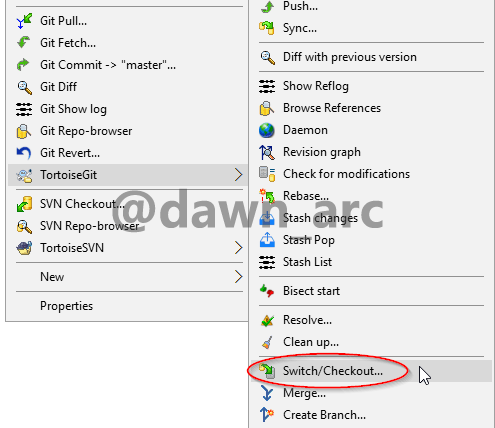 Git Pull...
Git Fetch...
Git Commit -> "master"...
Git Diff
Git Show log
Git Repo-browser
Git Revert...
TortoiseGit
SVN Checkout...
SVN Repo-browser
TortoiseSVN
New
Properties
Push...
Sync...
Diff with previous version
Show Reflog
Browse References
Daemon
Revision graph
Check for modifications
Rebase...
Stash changes
Stash Pop
Stash List
Bisect start
Resolve...
Clean up...
Switch/Checkout...
Merge...
Create Branch...
@dawn_arc